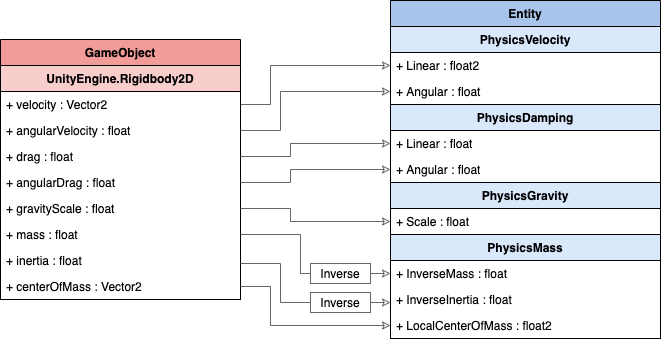 GameObject
UnityEngine.Rigidbody2D
+ velocity : Vector2
+ angularVelocity : float
+ drag : float
+ angularDrag : float
+ gravityScale : float
+ mass : float
+ inertia : float
+ centerOfMass : Vector2
Inverse
Inverse
Entity
PhysicsVelocity
+ Linear : float2
+ Angular : float
PhysicsDamping
+ Linear : float
+ Angular : float
PhysicsGravity
+ Scale : float
PhysicsMass
+ InverseMass : float
+ InverseInertia : float
+ LocalCenterOfMass : float2